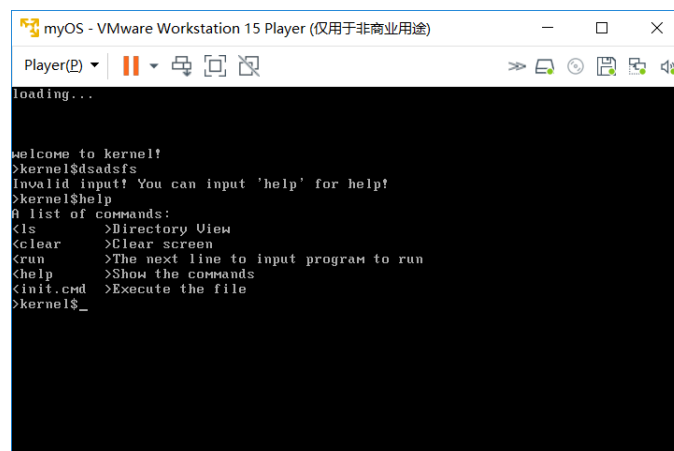 myOS - VMware Workstation 15 Player (仅用于非商业用途)
Player(P)
loading...
welcome to kernel!
>kernel$dsadsfs
Invalid input! You can input 'help' for help!
>kernel$help
A list of commands:
<ls      >Directory View
<clear   >Clear screen
<run     >The next line to input program to run
<help    >Show the commands
<init.cmd >Execute the file
>kernel$_